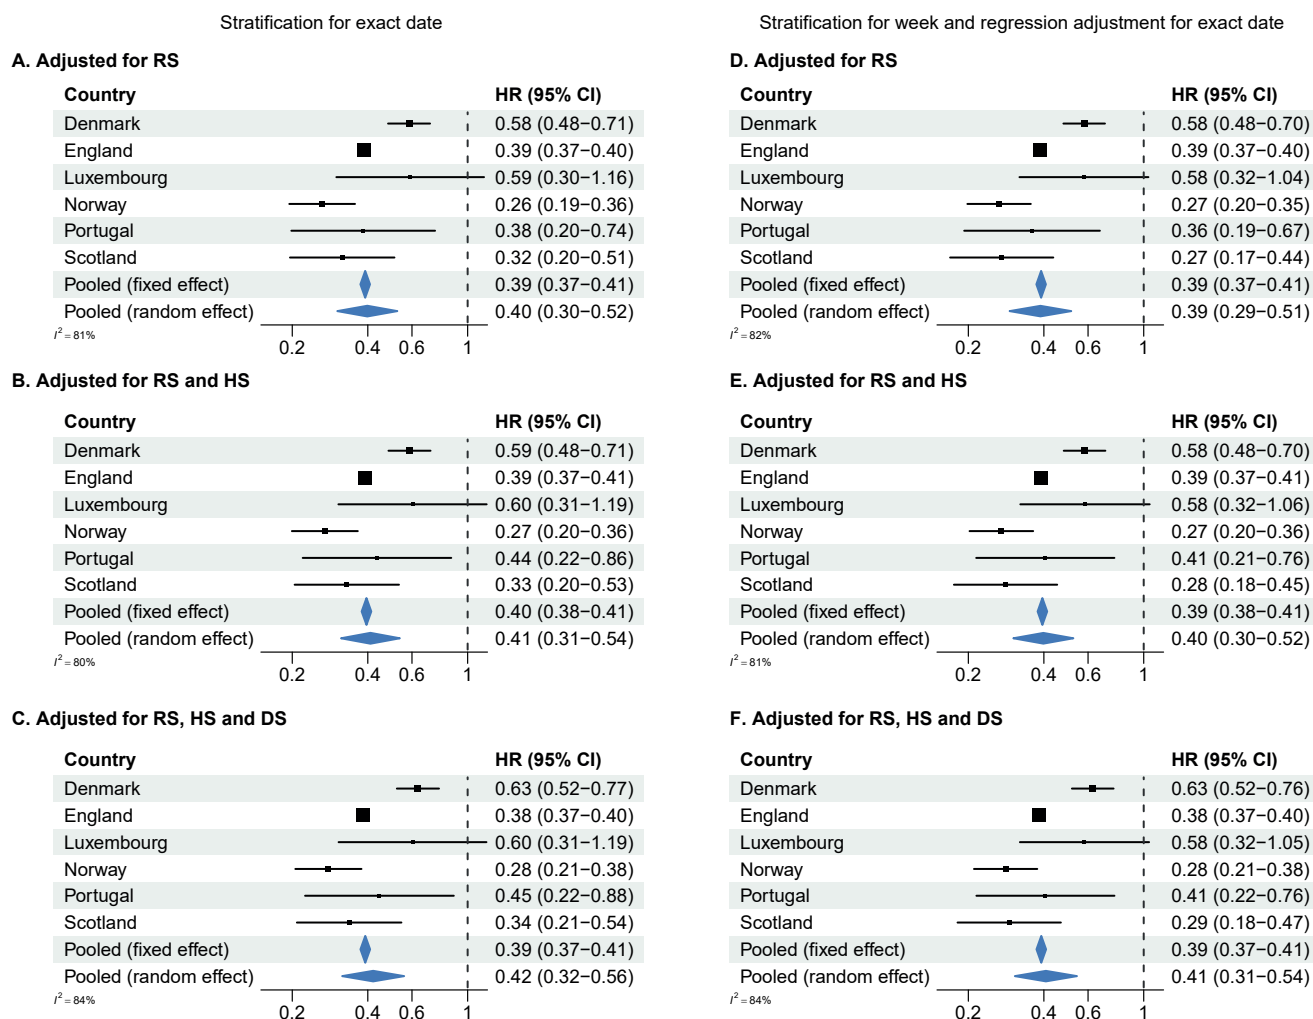 Stratification for exact date
A. Adjusted for RS
Country HR (95% CI)
Denmark 0.58 (0.48−0.71)
England 0.39 (0.37−0.40)
Luxembourg 0.59 (0.30−1.16)
Norway 0.26 (0.19−0.36)
Portugal 0.38 (0.20−0.74)
Scotland 0.32 (0.20−0.51)
Pooled (fixed effect) 0.39 (0.37−0.41)
Pooled (random effect) 0.40 (0.30−0.52)
I² = 81%
0.2 0.4 0.6 1
B. Adjusted for RS and HS
Country HR (95% CI)
Denmark 0.59 (0.48−0.71)
England 0.39 (0.37−0.41)
Luxembourg 0.60 (0.31−1.19)
Norway 0.27 (0.20−0.36)
Portugal 0.44 (0.22−0.86)
Scotland 0.33 (0.20−0.53)
Pooled (fixed effect) 0.40 (0.38−0.41)
Pooled (random effect) 0.41 (0.31−0.54)
I² = 80%
0.2 0.4 0.6 1
C. Adjusted for RS, HS and DS
Country HR (95% CI)
Denmark 0.63 (0.52−0.77)
England 0.38 (0.37−0.40)
Luxembourg 0.60 (0.31−1.19)
Norway 0.28 (0.21−0.38)
Portugal 0.45 (0.22−0.88)
Scotland 0.34 (0.21−0.54)
Pooled (fixed effect) 0.39 (0.37−0.41)
Pooled (random effect) 0.42 (0.32−0.56)
I² = 84%
0.2 0.4 0.6 1
Stratification for week and regression adjustment for exact date
D. Adjusted for RS
Country HR (95% CI)
Denmark 0.58 (0.48−0.70)
England 0.39 (0.37−0.40)
Luxembourg 0.58 (0.32−1.04)
Norway 0.27 (0.20−0.35)
Portugal 0.36 (0.19−0.67)
Scotland 0.27 (0.17−0.44)
Pooled (fixed effect) 0.39 (0.37−0.41)
Pooled (random effect) 0.39 (0.29−0.51)
I² = 82%
0.2 0.4 0.6 1
E. Adjusted for RS and HS
Country HR (95% CI)
Denmark 0.58 (0.48−0.70)
England 0.39 (0.37−0.41)
Luxembourg 0.58 (0.32−1.06)
Norway 0.27 (0.20−0.36)
Portugal 0.41 (0.21−0.76)
Scotland 0.28 (0.18−0.45)
Pooled (fixed effect) 0.39 (0.38−0.41)
Pooled (random effect) 0.40 (0.30−0.52)
I² = 81%
0.2 0.4 0.6 1
F. Adjusted for RS, HS and DS
Country HR (95% CI)
Denmark 0.63 (0.52−0.76)
England 0.38 (0.37−0.40)
Luxembourg 0.58 (0.32−1.05)
Norway 0.28 (0.21−0.38)
Portugal 0.41 (0.22−0.76)
Scotland 0.29 (0.18−0.47)
Pooled (fixed effect) 0.39 (0.37−0.41)
Pooled (random effect) 0.41 (0.31−0.54)
I² = 84%
0.2 0.4 0.6 1